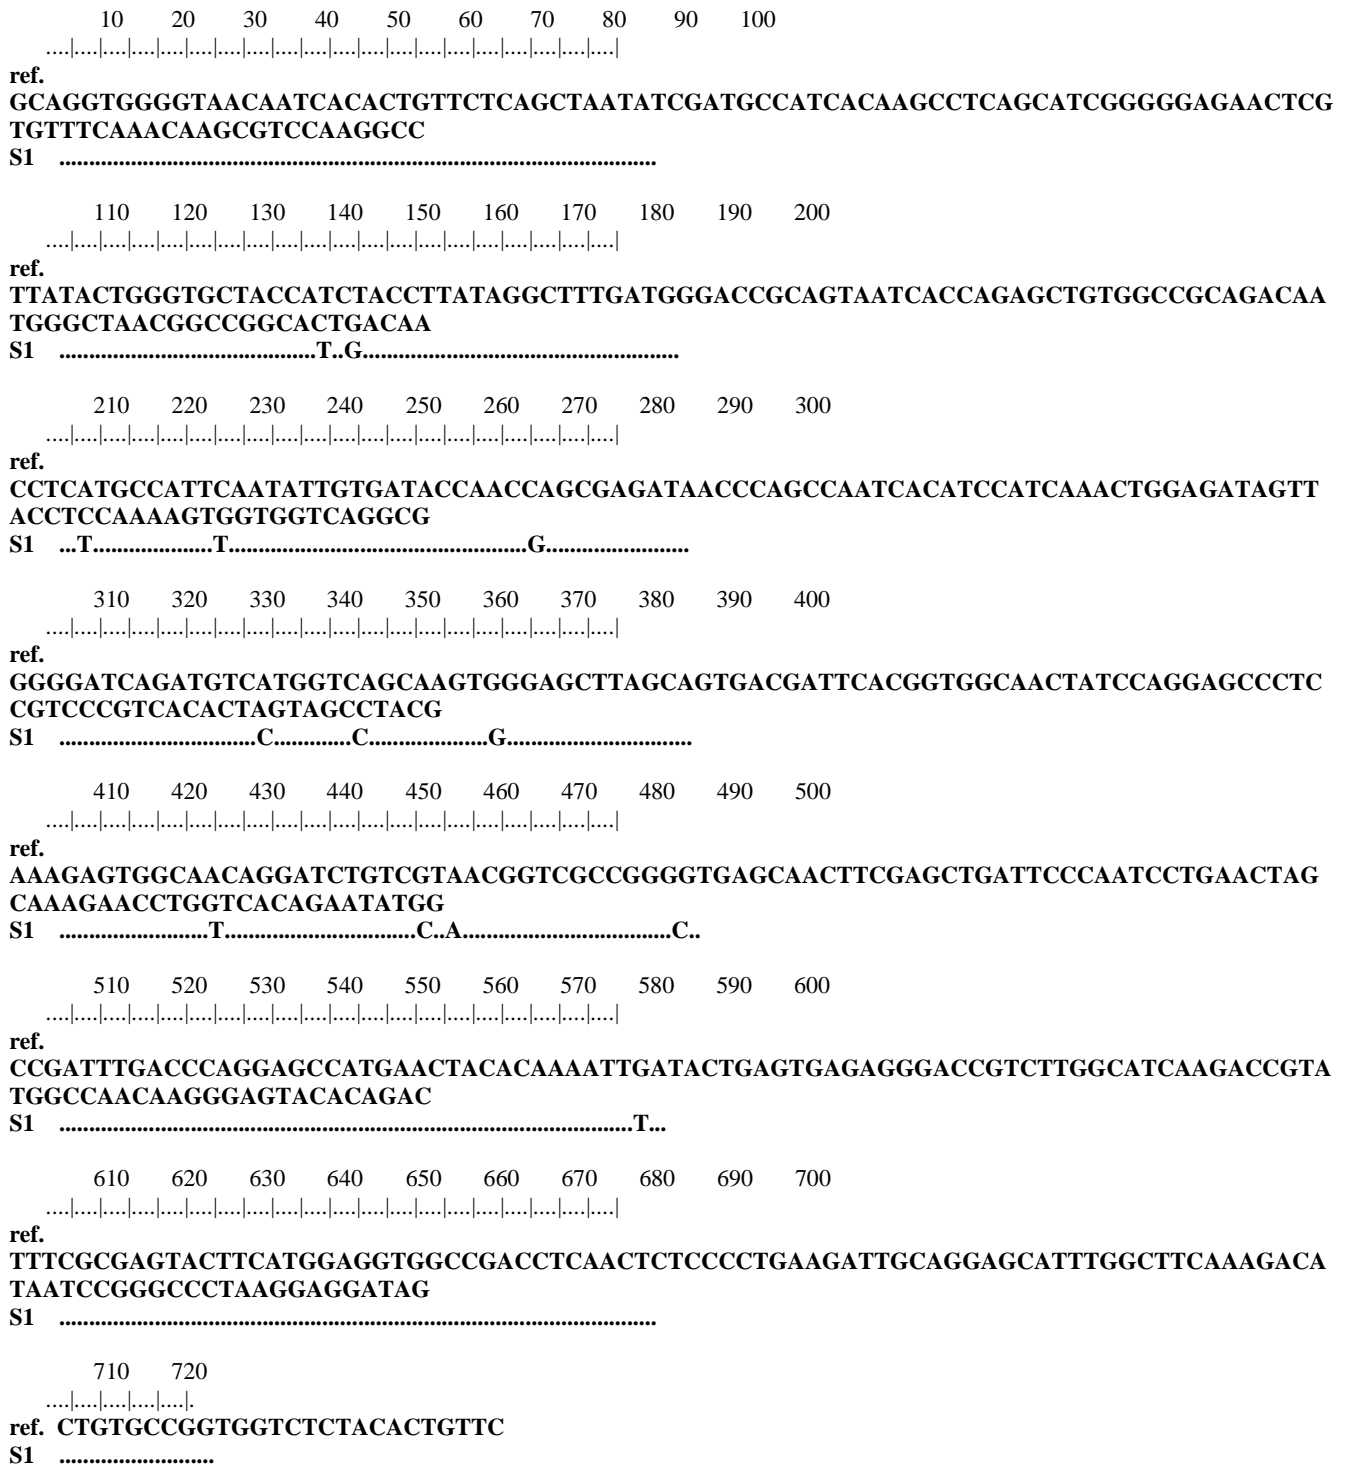 10 20 30 40 50 60 70 80 90 100
....|....|....|....|....|....|....|....|....|....|....|....|....|....|....|....|....|....|....|....|
ref.
GCAGGTGGGGTAACAATCACACTGTTCTCAGCTAATATCGATGCCATCACAAGCCTCAGCATCGGGGGAGAACTCG
TGTTTCAAACAAGCGTCCAAGGCC
S1 ....................................................................................................
110 120 130 140 150 160 170 180 190 200
....|....|....|....|....|....|....|....|....|....|....|....|....|....|....|....|....|....|....|....|
ref.
TTATACTGGGTGCTACCATCTACCTTATAGGCTTTGATGGGACCGCAGTAATCACCAGAGCTGTGGCCGCAGACAA
TGGGCTAACGGCCGGCACTGACAA
S1 ...........................................T..G.....................................................
210 220 230 240 250 260 270 280 290 300
....|....|....|....|....|....|....|....|....|....|....|....|....|....|....|....|....|....|....|....|
ref.
CCTCATGCCATTCAATATTGTGATACCAACCAGCGAGATAACCCAGCCAATCACATCCATCAAACTGGAGATAGTT
ACCTCCAAAAGTGGTGGTCAGGCG
S1 ...T....................T..................................................G........................
310 320 330 340 350 360 370 380 390 400
....|....|....|....|....|....|....|....|....|....|....|....|....|....|....|....|....|....|....|....|
ref.
GGGGATCAGATGTCATGGTCAGCAAGTGGGAGCTTAGCAGTGACGATTCACGGTGGCAACTATCCAGGAGCCCTC
CGTCCCGTCACACTAGTAGCCTACG
S1 .................................C.............C....................G...............................
410 420 430 440 450 460 470 480 490 500
....|....|....|....|....|....|....|....|....|....|....|....|....|....|....|....|....|....|....|....|
ref.
AAAGAGTGGCAACAGGATCTGTCGTAACGGTCGCCGGGGTGAGCAACTTCGAGCTGATTCCCAATCCTGAACTAG
CAAAGAACCTGGTCACAGAATATGG
S1 .........................T................................C..A...................................C..
510 520 530 540 550 560 570 580 590 600
....|....|....|....|....|....|....|....|....|....|....|....|....|....|....|....|....|....|....|....|
ref.
CCGATTTGACCCAGGAGCCATGAACTACACAAAATTGATACTGAGTGAGAGGGACCGTCTTGGCATCAAGACCGTA
TGGCCAACAAGGGAGTACACAGAC
S1 ................................................................................................T...
610 620 630 640 650 660 670 680 690 700
....|....|....|....|....|....|....|....|....|....|....|....|....|....|....|....|....|....|....|....|
ref.
TTTCGCGAGTACTTCATGGAGGTGGCCGACCTCAACTCTCCCCTGAAGATTGCAGGAGCATTTGGCTTCAAAGACA
TAATCCGGGCCCTAAGGAGGATAG
S1 ....................................................................................................
710 720
....|....|....|....|....|.
ref. CTGTGCCGGTGGTCTCTACACTGTTC
S1 ..........................